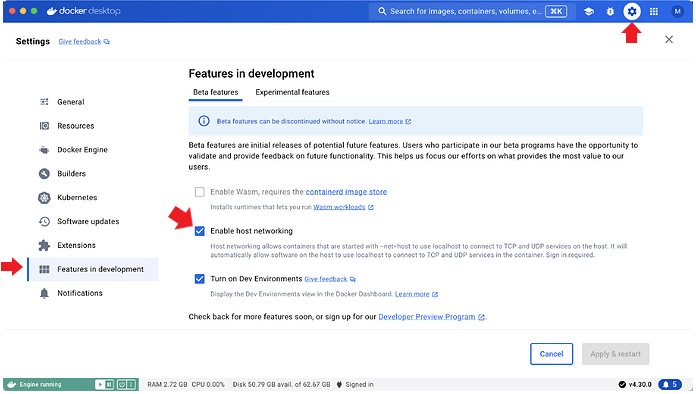 docker desktop
Search for images, containers, volumes, e... ⌘K
M
Settings
Give feedback
Features in development
Beta features
Experimental features
Beta features can be discontinued without notice. Learn more
Beta features are initial releases of potential future features. Users who participate in our beta programs have the opportunity to
validate and provide feedback on future functionality. This helps us focus our efforts on what provides the most value to our
users.
General
Resources
Docker Engine
Builders
Kubernetes
Software updates
Extensions
Features in development
Notifications
Enable Wasm, requires the containerd image store
Installs runtimes that lets you run Wasm workloads
Enable host networking
Host networking allows containers that are started with --net=host to use localhost to connect to TCP and UDP services on the host. It will
automatically allow software on the host to use localhost to connect to TCP and UDP services in the container. Sign in required.
Turn on Dev Environments Give feedback
Display the Dev Environments view in the Docker Dashboard. Learn more
Check back for more features soon, or sign up for our Developer Preview Program.
Cancel
Apply & restart
Engine running
RAM 2.72 GB CPU 0.00% Disk 50.79 GB avail. of 62.67 GB Signed in
v4.30.0
5